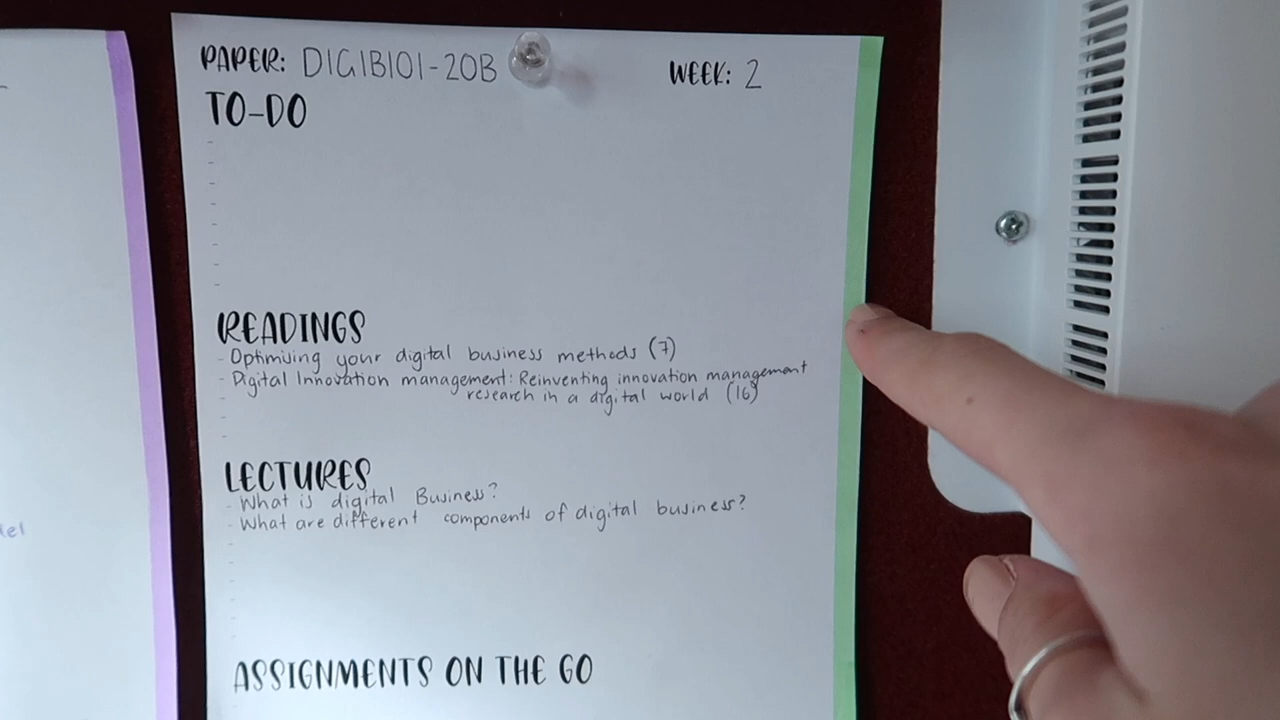 PAPER: DIGIB101-20B
WEEK: 2
TO-DO
READINGS
- Optimising your digital business methods (7)
- Digital Innovation management: Reinventing innovation management
research in a digital world (16)
LECTURES
- What is digital Business?
- What are different components of digital business?
ASSIGNMENTS ON THE GO